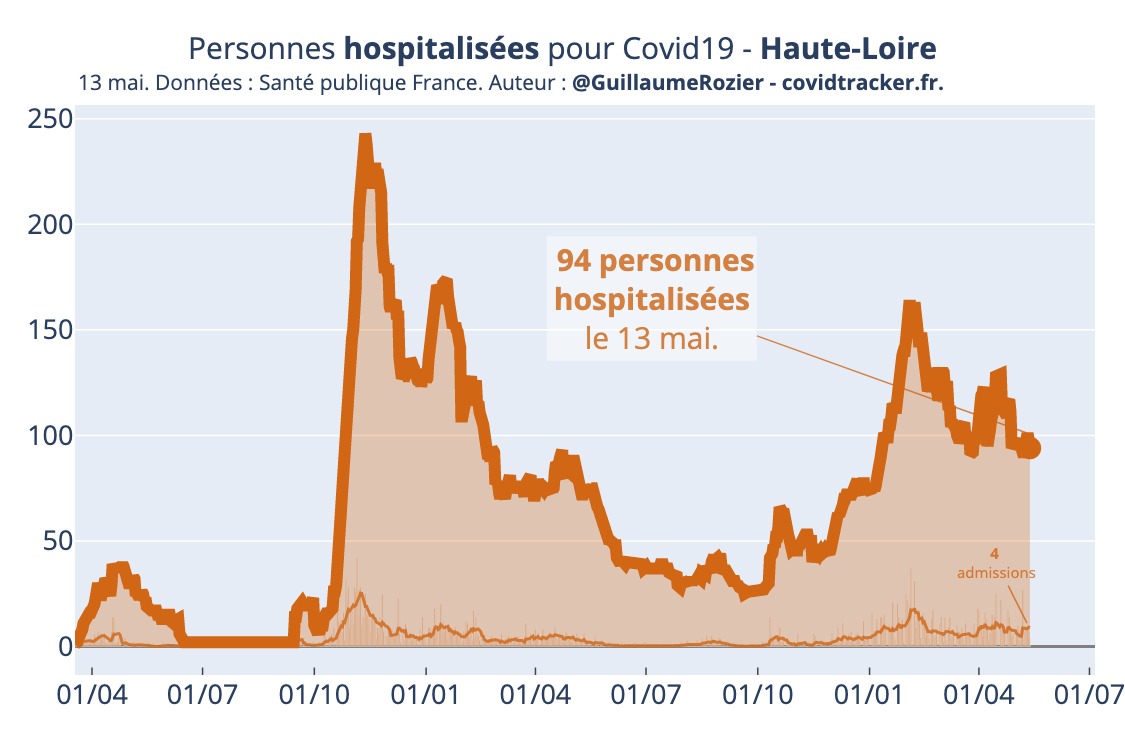 Personnes hospitalisées pour Covid19 - Haute-Loire
13 mai. Données : Santé publique France. Auteur : @GuillaumeRozier - covidtracker.fr.
250
200
150
100
50
0
94 personnes
hospitalisées
le 13 mai.
4
admissions
01/04
01/07
01/10
01/01
01/04
01/07
01/10
01/01
01/04
01/07